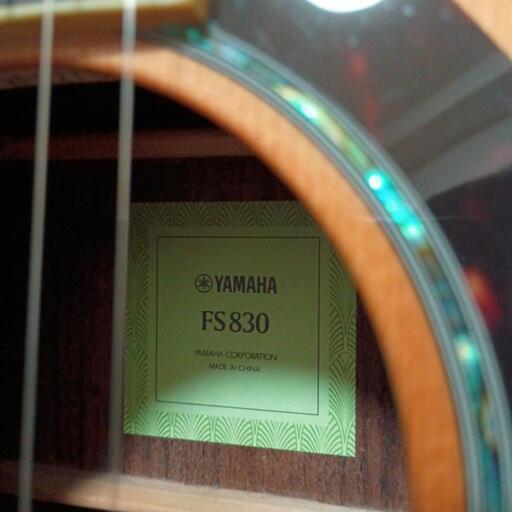 YAMAHA
FS830
YAMAHA CORPORATION
MADE IN CHINA